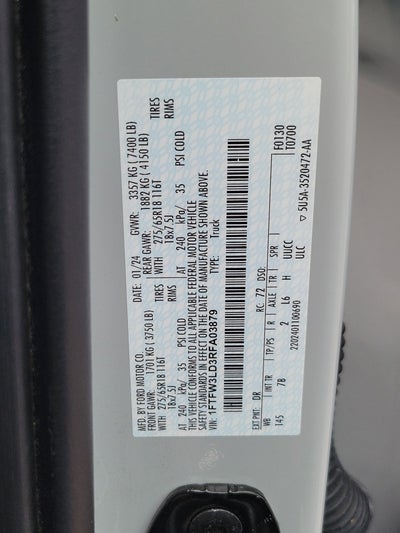 MFD. BY FORD MOTOR CO.
01/24 GVWR: 3357 KG ( 7400 LB)
FRONT GAWR: 1701 KG ( 3750 LB) REAR GAWR: 1882 KG ( 4150 LB)
WITH 275/65R18 116T TIRES WITH 275/65R18 116T TIRES
18x7.5J RIMS 18x7.5J RIMS
AT 240 kPa/ 35 PSI COLD AT 240 kPa/ 35 PSI COLD
THIS VEHICLE CONFORMS TO ALL APPLICABLE FEDERAL MOTOR VEHICLE
SAFETY STANDARDS IN EFFECT ON THE DATE OF MANUFACTURE SHOWN ABOVE.
VIN: 1FTFW3LD3RFA03879 TYPE: Truck
F0130
T0700
EXT PNT: DR RC: 72 DSO:
WB INT TR TP/PS R AXLE TR SPR
145 7B 2 L6 H UUCC
220240110D690 ULC
▽ 5U5A-3520472-AA